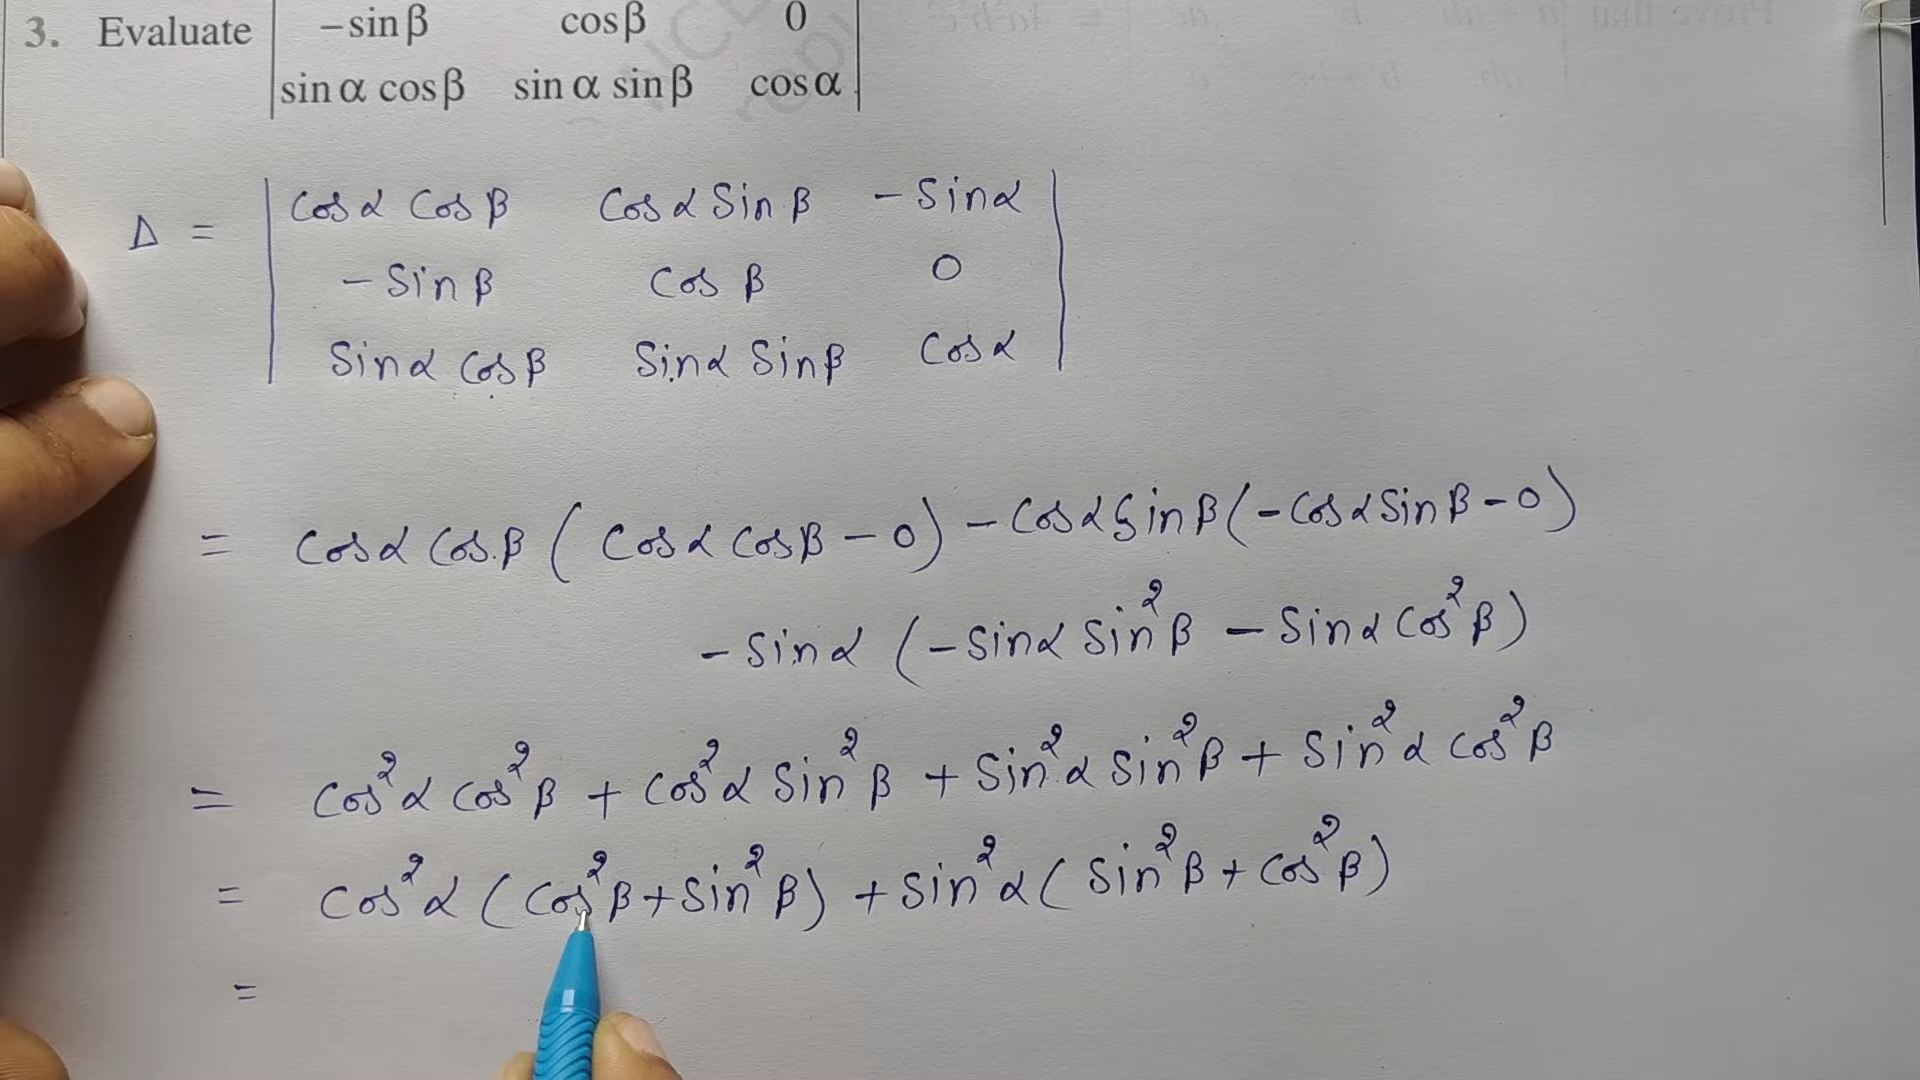 3. Evaluate | -sin β cos β 0 |
| sin α cos β sin α sin β cos α |
Δ = | Cos α Cos β Cos α Sin β - Sin α |
| - Sin β Cos β 0 |
| Sin α Cos β Sin α Sin β Cos α |
= Cos α Cos β ( Cos α Cos β - 0 ) - Cos α Sin β ( - Cos α Sin β - 0 )
- Sin α ( - Sin α Sin² β - Sin α Cos² β )
= Cos² α Cos² β + Cos² α Sin² β + Sin² α Sin² β + Sin² α Cos² β
= Cos² α ( Cos² β + Sin² β ) + Sin² α ( Sin² β + Cos² β )
=